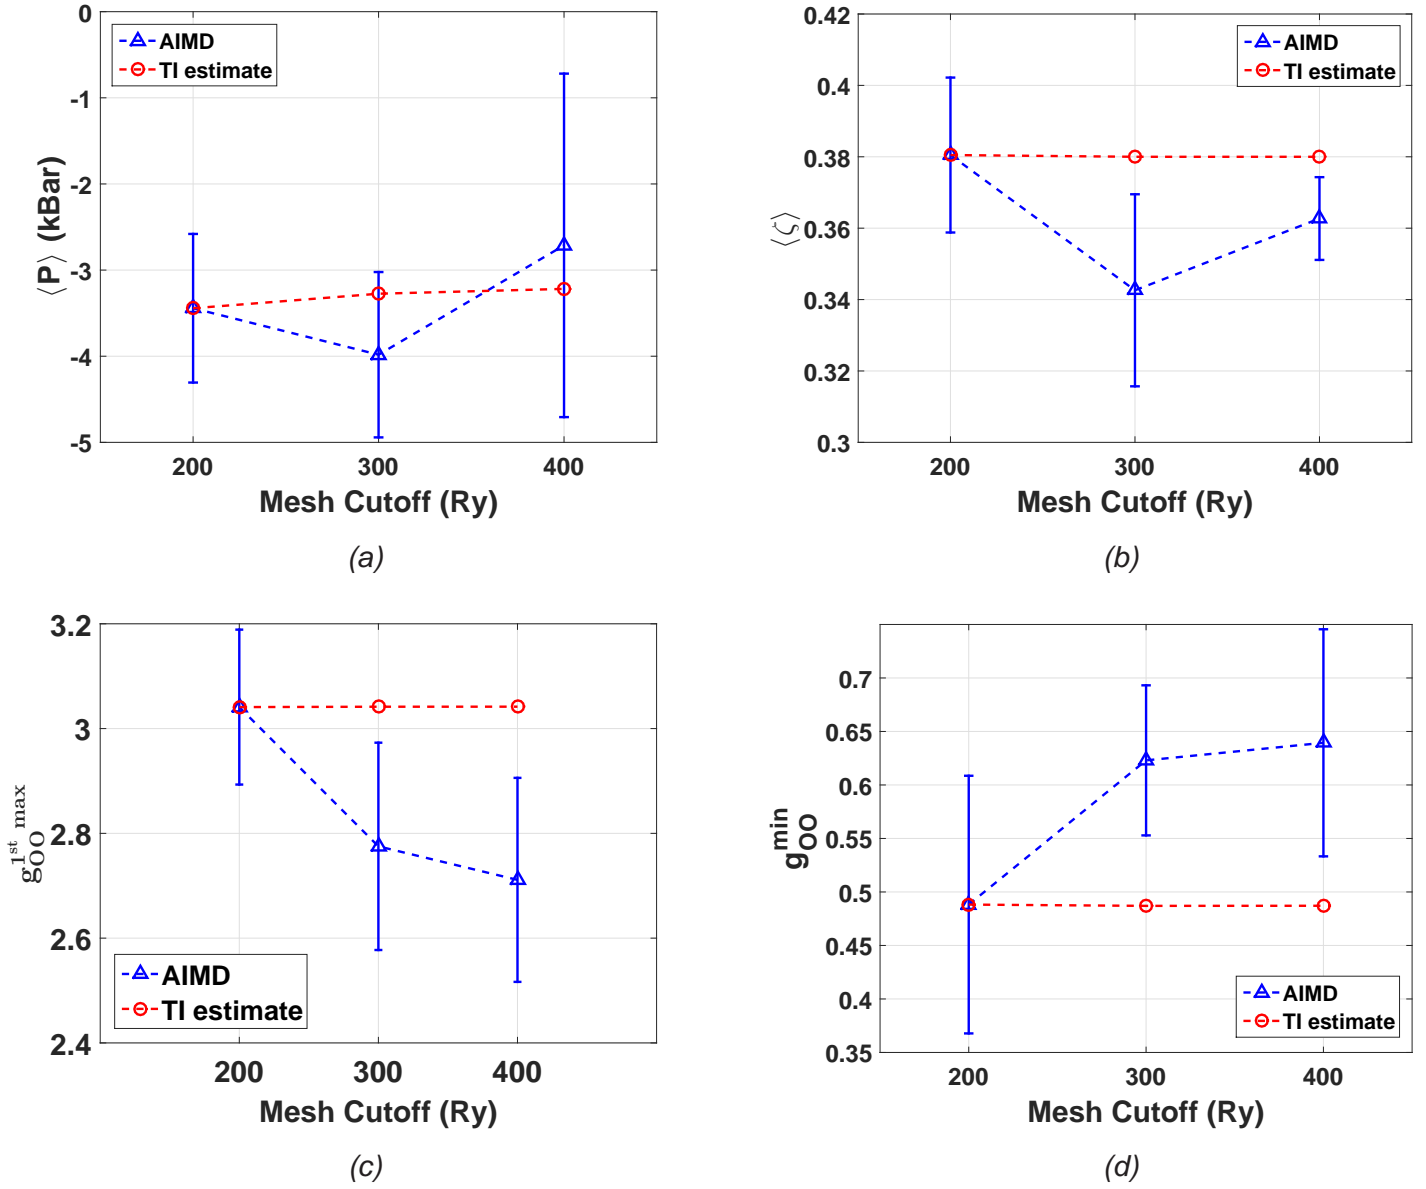 0
-1
-2
-3
-4
-5
⟨P⟩ (kBar)
AIMD
TI estimate
200 300 400
Mesh Cutoff (Ry)
(a)
0.42
0.4
0.38
0.36
0.34
0.32
0.3
⟨ζ⟩
AIMD
TI estimate
200 300 400
Mesh Cutoff (Ry)
(b)
3.2
3
2.8
2.6
2.4
g_OO^{1st max}
AIMD
TI estimate
200 300 400
Mesh Cutoff (Ry)
(c)
0.7
0.65
0.6
0.55
0.5
0.45
0.4
0.35
g_OO^min
AIMD
TI estimate
200 300 400
Mesh Cutoff (Ry)
(d)